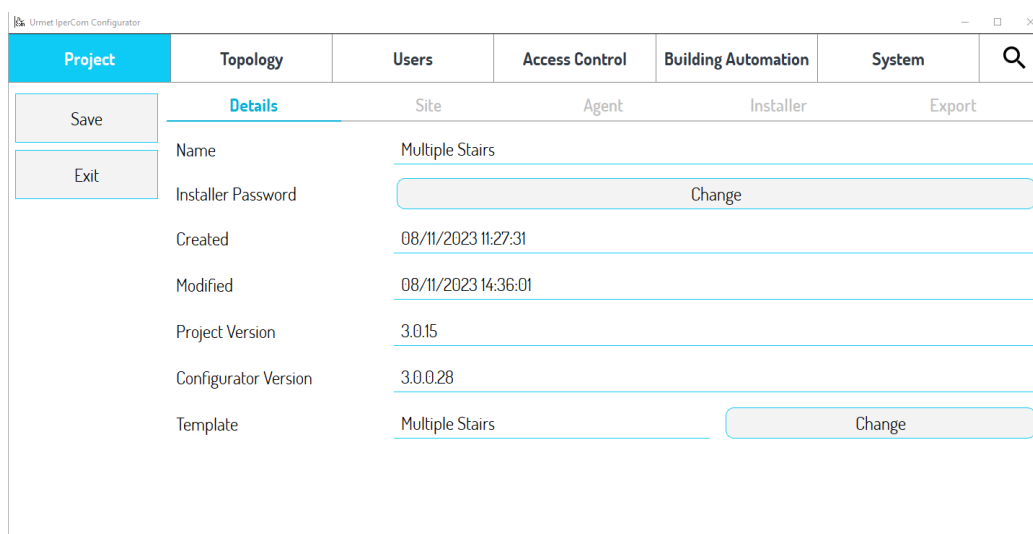 Urmet IperCom Configurator
Project Topology Users Access Control Building Automation System
Save
Exit
Details Site Agent Installer Export
Name Multiple Stairs
Installer Password Change
Created 08/11/2023 11:27:31
Modified 08/11/2023 14:36:01
Project Version 3.0.15
Configurator Version 3.0.0.28
Template Multiple Stairs Change